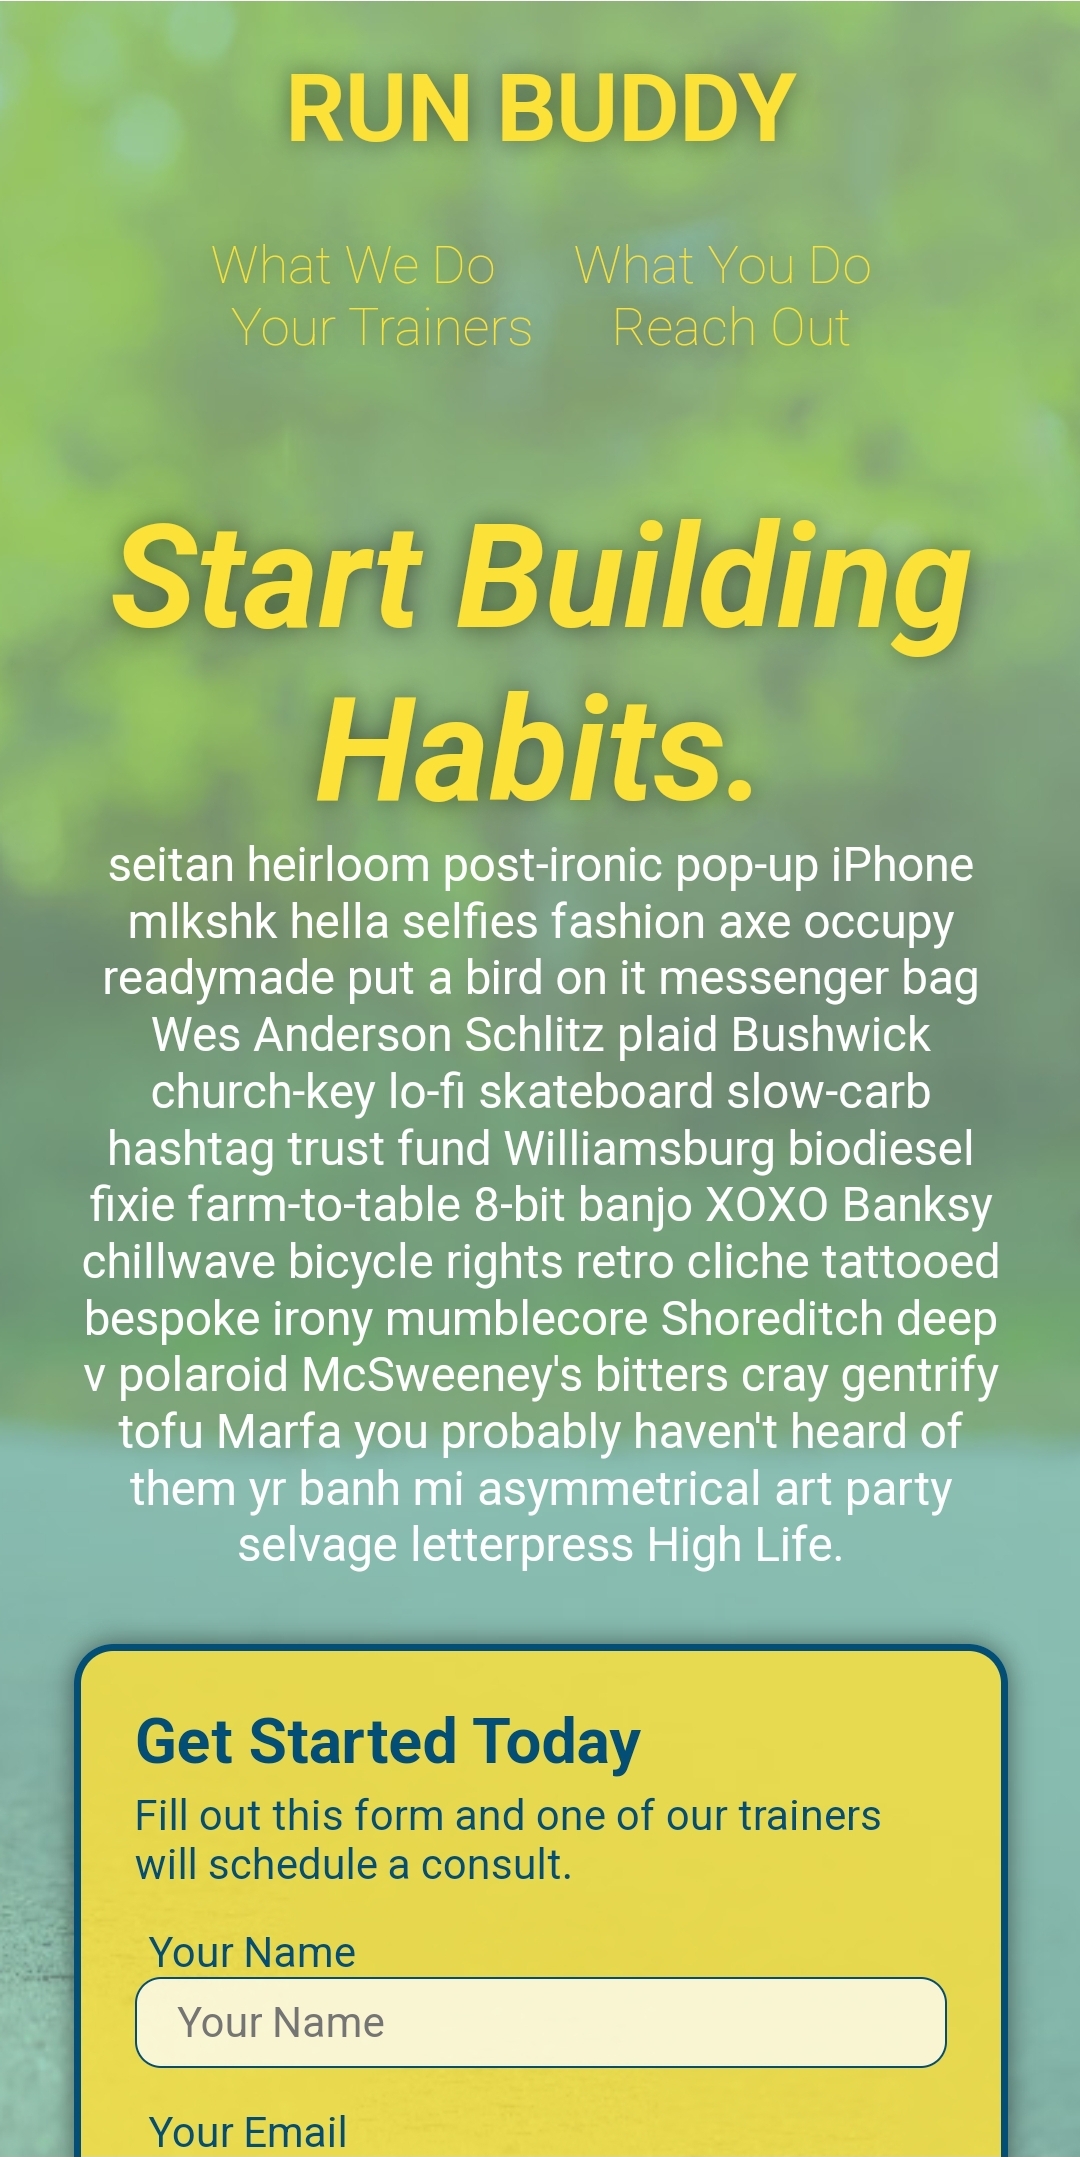 RUN BUDDY
What We Do What You Do
Your Trainers Reach Out
Start Building
Habits.
seitan heirloom post-ironic pop-up iPhone
mlkshk hella selfies fashion axe occupy
readymade put a bird on it messenger bag
Wes Anderson Schlitz plaid Bushwick
church-key lo-fi skateboard slow-carb
hashtag trust fund Williamsburg biodiesel
fixie farm-to-table 8-bit banjo XOXO Banksy
chillwave bicycle rights retro cliche tattooed
bespoke irony mumblecore Shoreditch deep
v polaroid McSweeney's bitters cray gentrify
tofu Marfa you probably haven't heard of
them yr banh mi asymmetrical art party
selvage letterpress High Life.
Get Started Today
Fill out this form and one of our trainers
will schedule a consult.
Your Name
Your Name
Your Email